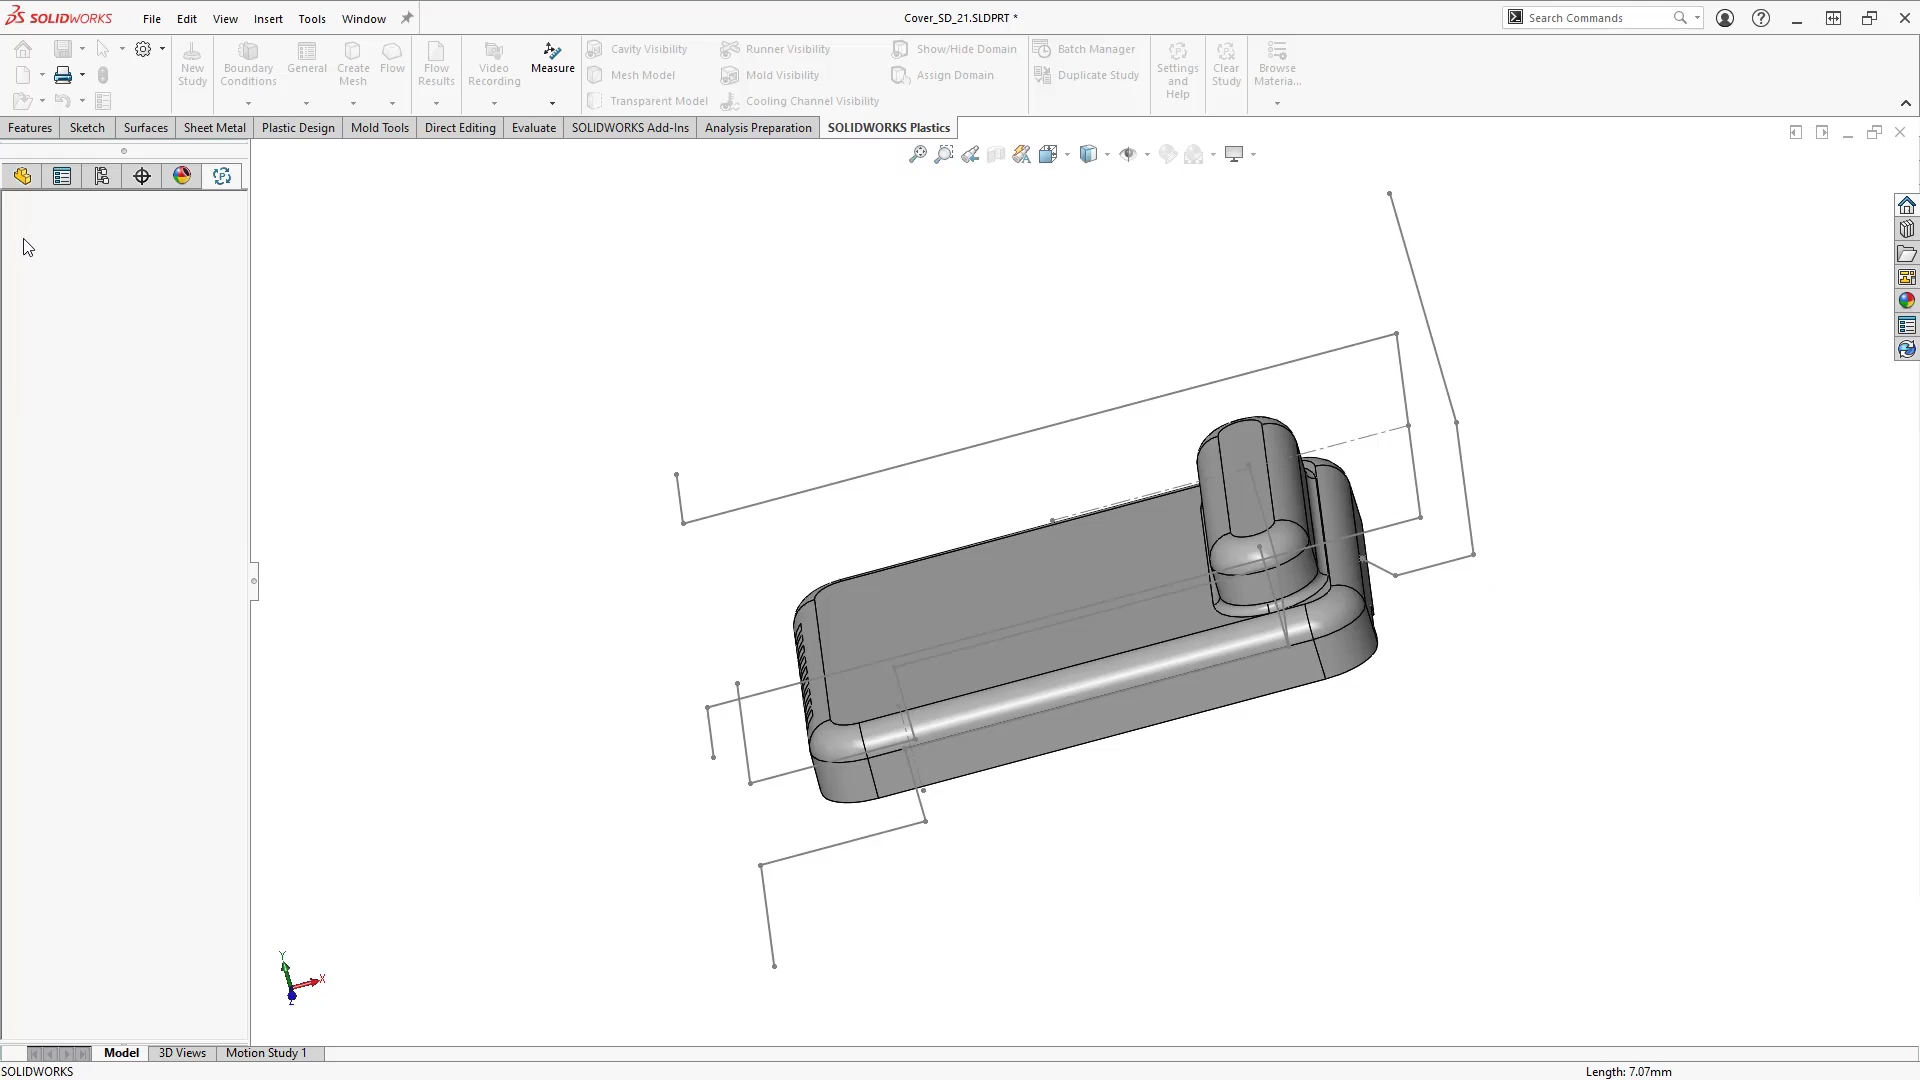 SOLIDWORKS File Edit View Insert Tools Window Cover_SD_21.SLDPRT * Search Commands
New Study
Boundary Conditions
General
Create Mesh
Flow
Flow Results
Video Recording
Measure
Cavity Visibility
Mesh Model
Transparent Model
Runner Visibility
Mold Visibility
Cooling Channel Visibility
Show/Hide Domain
Assign Domain
Batch Manager
Duplicate Study
Settings and Help
Clear Study
Browse Materia...
Features Sketch Surfaces Sheet Metal Plastic Design Mold Tools Direct Editing Evaluate SOLIDWORKS Add-Ins Analysis Preparation SOLIDWORKS Plastics
Y
X
Z
Model 3D Views Motion Study 1
SOLIDWORKS Length: 7.07mm